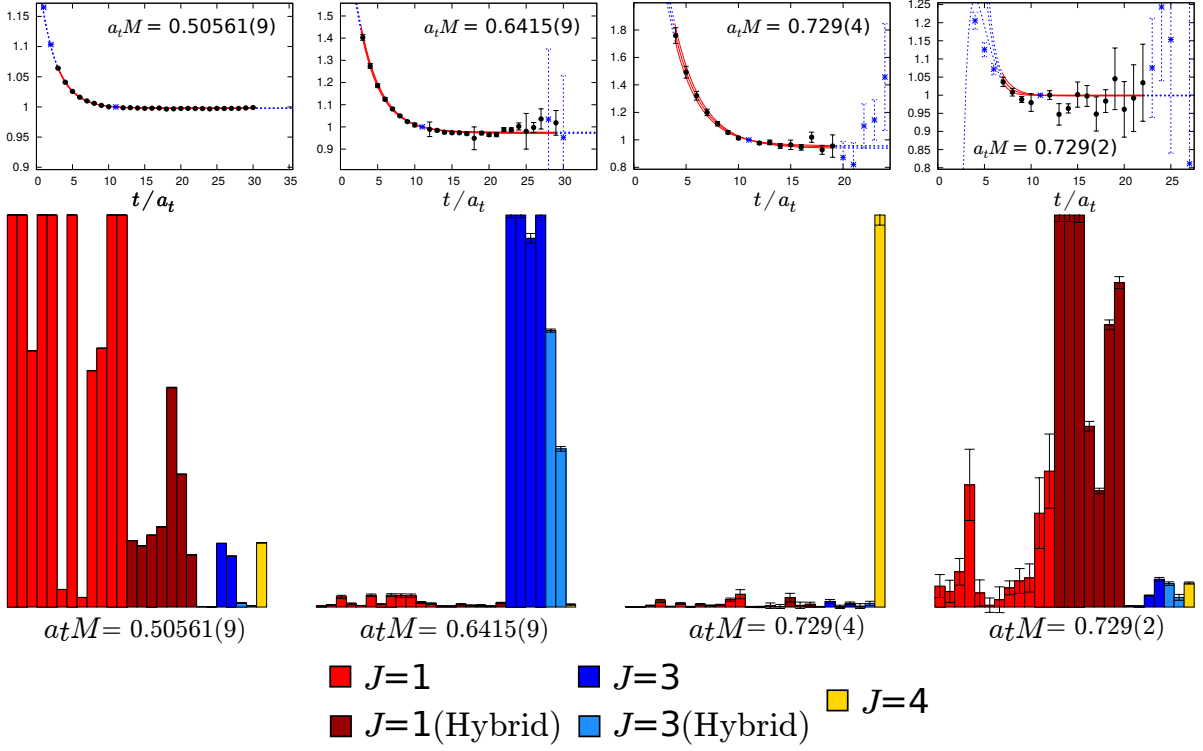 a_tM = 0.50561(9)
1.15
1.1
1.05
1
0.95
0.9
0 5 10 15 20 25 30 35
t/a_t
a_tM = 0.6415(9)
1.5
1.4
1.3
1.2
1.1
1
0.9
0 5 10 15 20 25 30
t/a_t
a_tM = 0.729(4)
1.8
1.6
1.4
1.2
1
0.8
0 5 10 15 20 25
t/a_t
1.25
1.2
1.15
1.1
1.05
1
0.95
0.9
0.85
0.8
a_tM = 0.729(2)
0 5 10 15 20 25
t/a_t
a_tM = 0.50561(9)
a_tM = 0.6415(9)
a_tM = 0.729(4)
a_tM = 0.729(2)
J=1
J=3
J=4
J=1(Hybrid)
J=3(Hybrid)